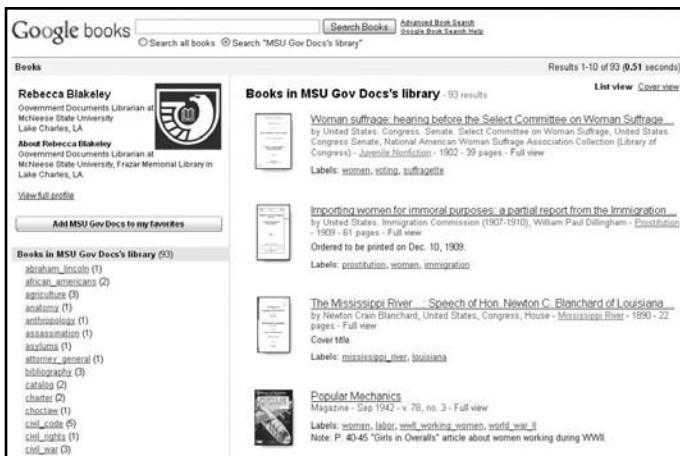 Google books
Search Books
Advanced Book Search
Google Book Search Help
Search all books Search "MSU Gov Docs's library"
Books
Results 1-10 of 93 (0.51 seconds)
Rebecca Blakeley
Government Documents Librarian at
McNeese State University
Lake Charles, LA
About Rebecca Blakeley
Government Documents Librarian at
McNeese State University, Frazar Memorial Library in
Lake Charles, LA.
View full profile
Add MSU Gov Docs to my favorites
Books in MSU Gov Docs's library (93)
abraham_lincoln (1)
african_americans (2)
agriculture (3)
anatomy (1)
anthropology (1)
assassination (1)
asylums (1)
attorney_general (1)
bibliography (3)
catalog (2)
charter (2)
choctaw (1)
civil_code (5)
civil_rights (1)
civil_war (3)
Books in MSU Gov Docs's library - 93 results
List view Cover view
Woman suffrage: hearing before the Select Committee on Woman Suffrage ...
by United States. Congress. Senate. Select Committee on Woman Suffrage, United States.
Congress Senate, National American Woman Suffrage Association Collection (Library of
Congress) - Juvenile Nonfiction - 1902 - 39 pages - Full view
Labels: women, voting, suffragette
Importing women for immoral purposes: a partial report from the Immigration ...
by United States. Immigration Commission (1907-1910), William Paul Dillingham - Prostitution
- 1909 - 61 pages - Full view
Ordered to be printed on Dec. 10, 1909.
Labels: prostitution, women, immigration
The Mississippi River ...: Speech of Hon. Newton C. Blanchard of Louisiana ...
by Newton Crain Blanchard, United States, Congress, House - Mississippi River - 1890 - 22
pages - Full view
Cover title.
Labels: mississippi_river, louisiana
Popular Mechanics
Magazine - Sep 1942 - v. 78, no. 3 - Full view
Labels: women, labor, wwII_working_women, world_war_II
Note: P. 40-45 "Girls in Overalls" article about women working during WWII.